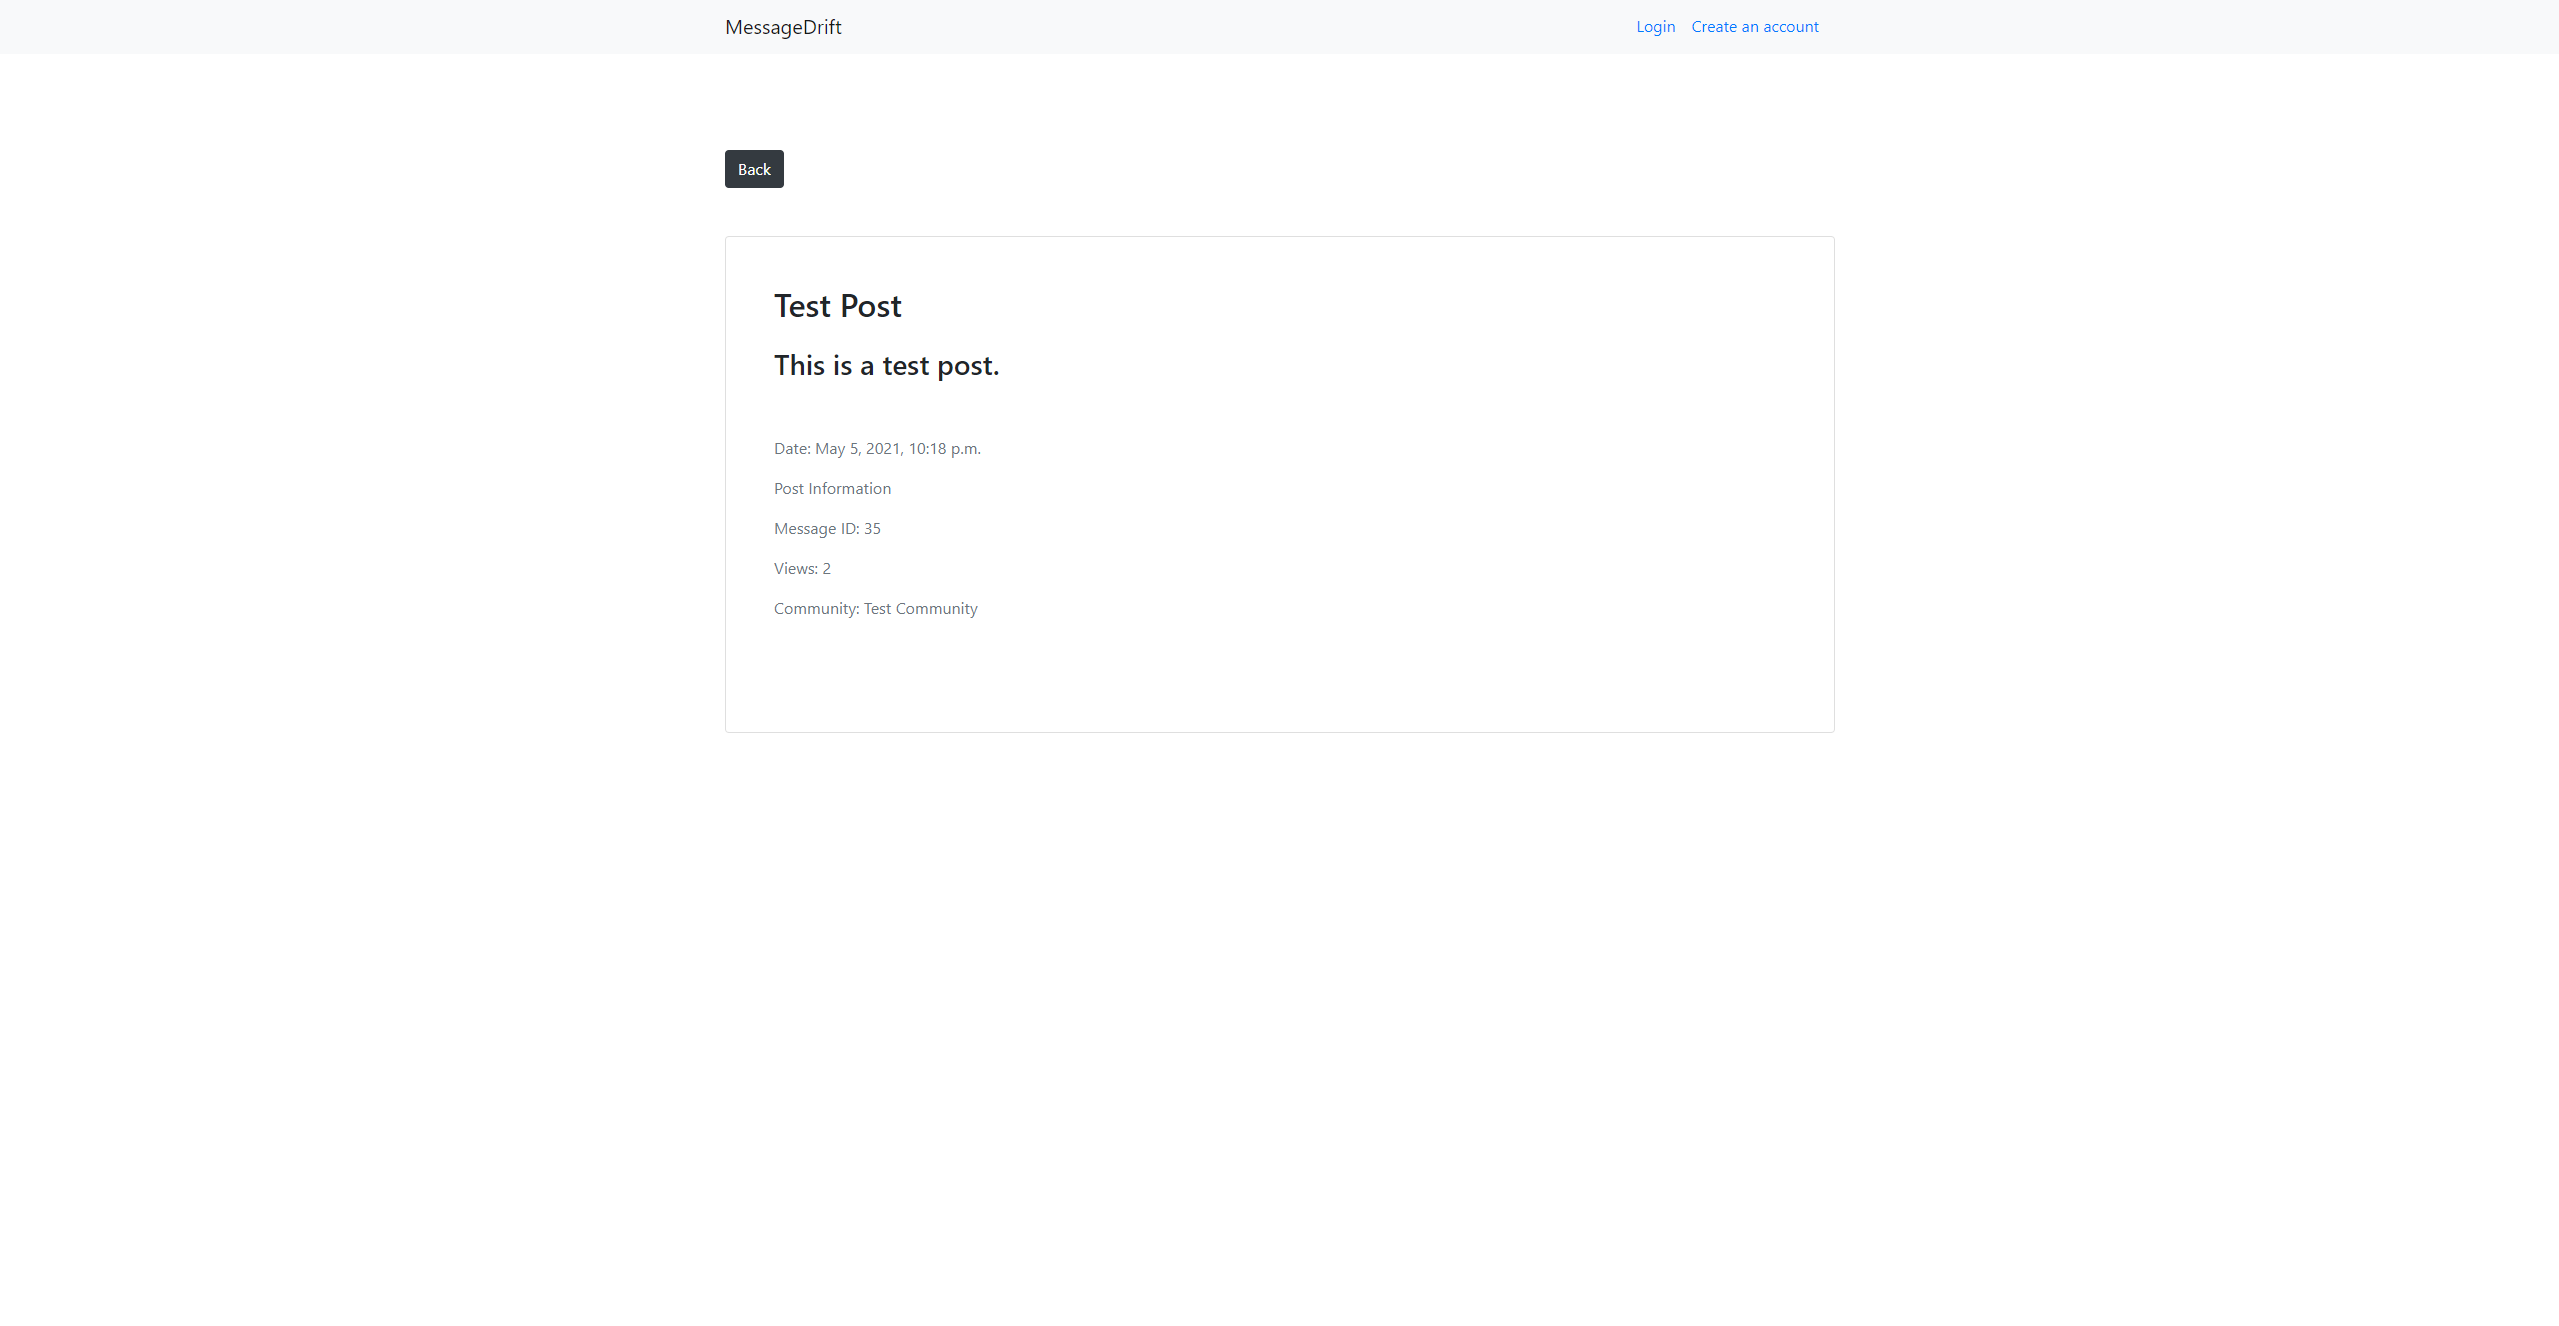 MessageDrift
Login Create an account
Back
Test Post
This is a test post.
Date: May 5, 2021, 10:18 p.m.
Post Information
Message ID: 35
Views: 2
Community: Test Community